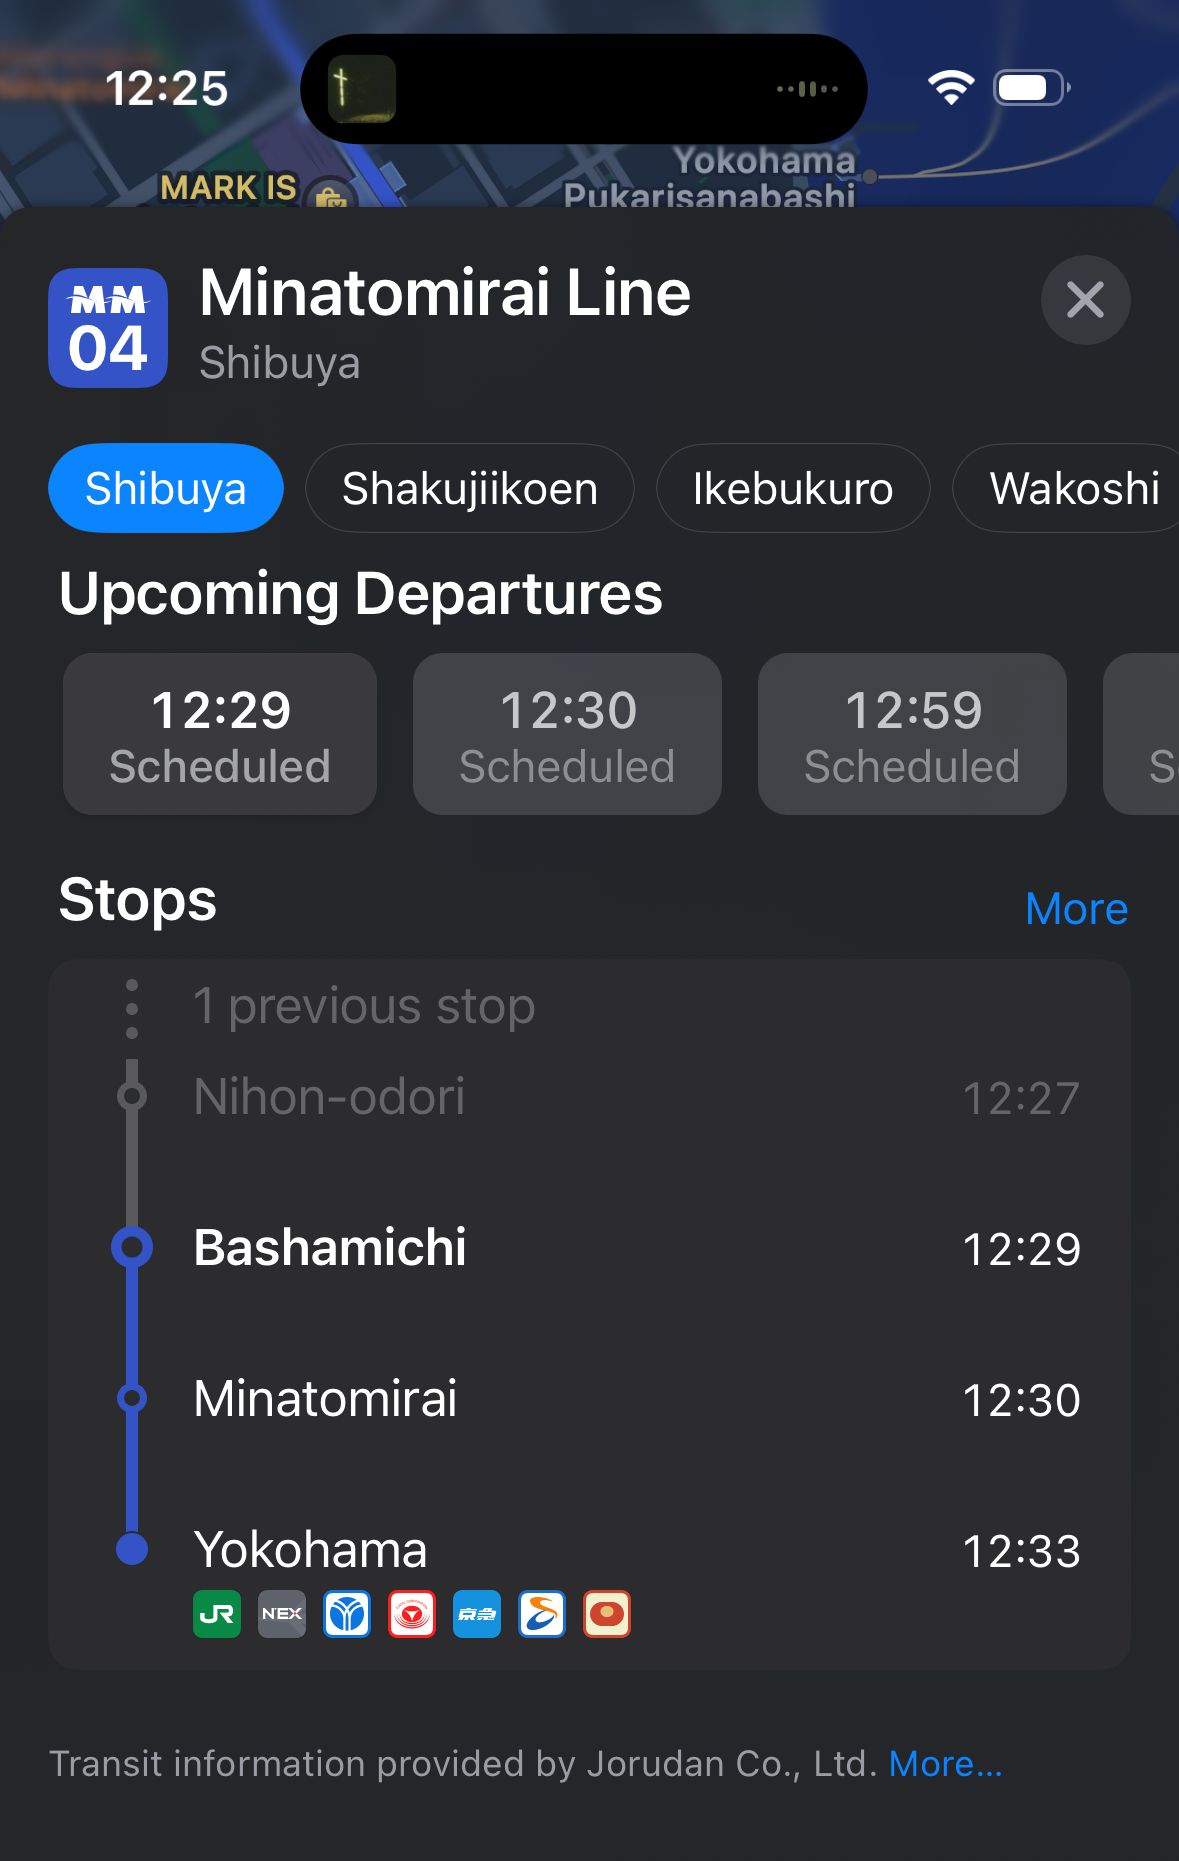 12:25
MARK IS
Yokohama
Pukarisanabashi
MM
04
Minatomirai Line
Shibuya
Shibuya
Shakujiikoen
Ikebukuro
Wakoshi
Upcoming Departures
12:29
Scheduled
12:30
Scheduled
12:59
Scheduled
Stops
More
1 previous stop
Nihon-odori 12:27
Bashamichi 12:29
Minatomirai 12:30
Yokohama 12:33
JR NEX 京急
Transit information provided by Jorudan Co., Ltd. More...